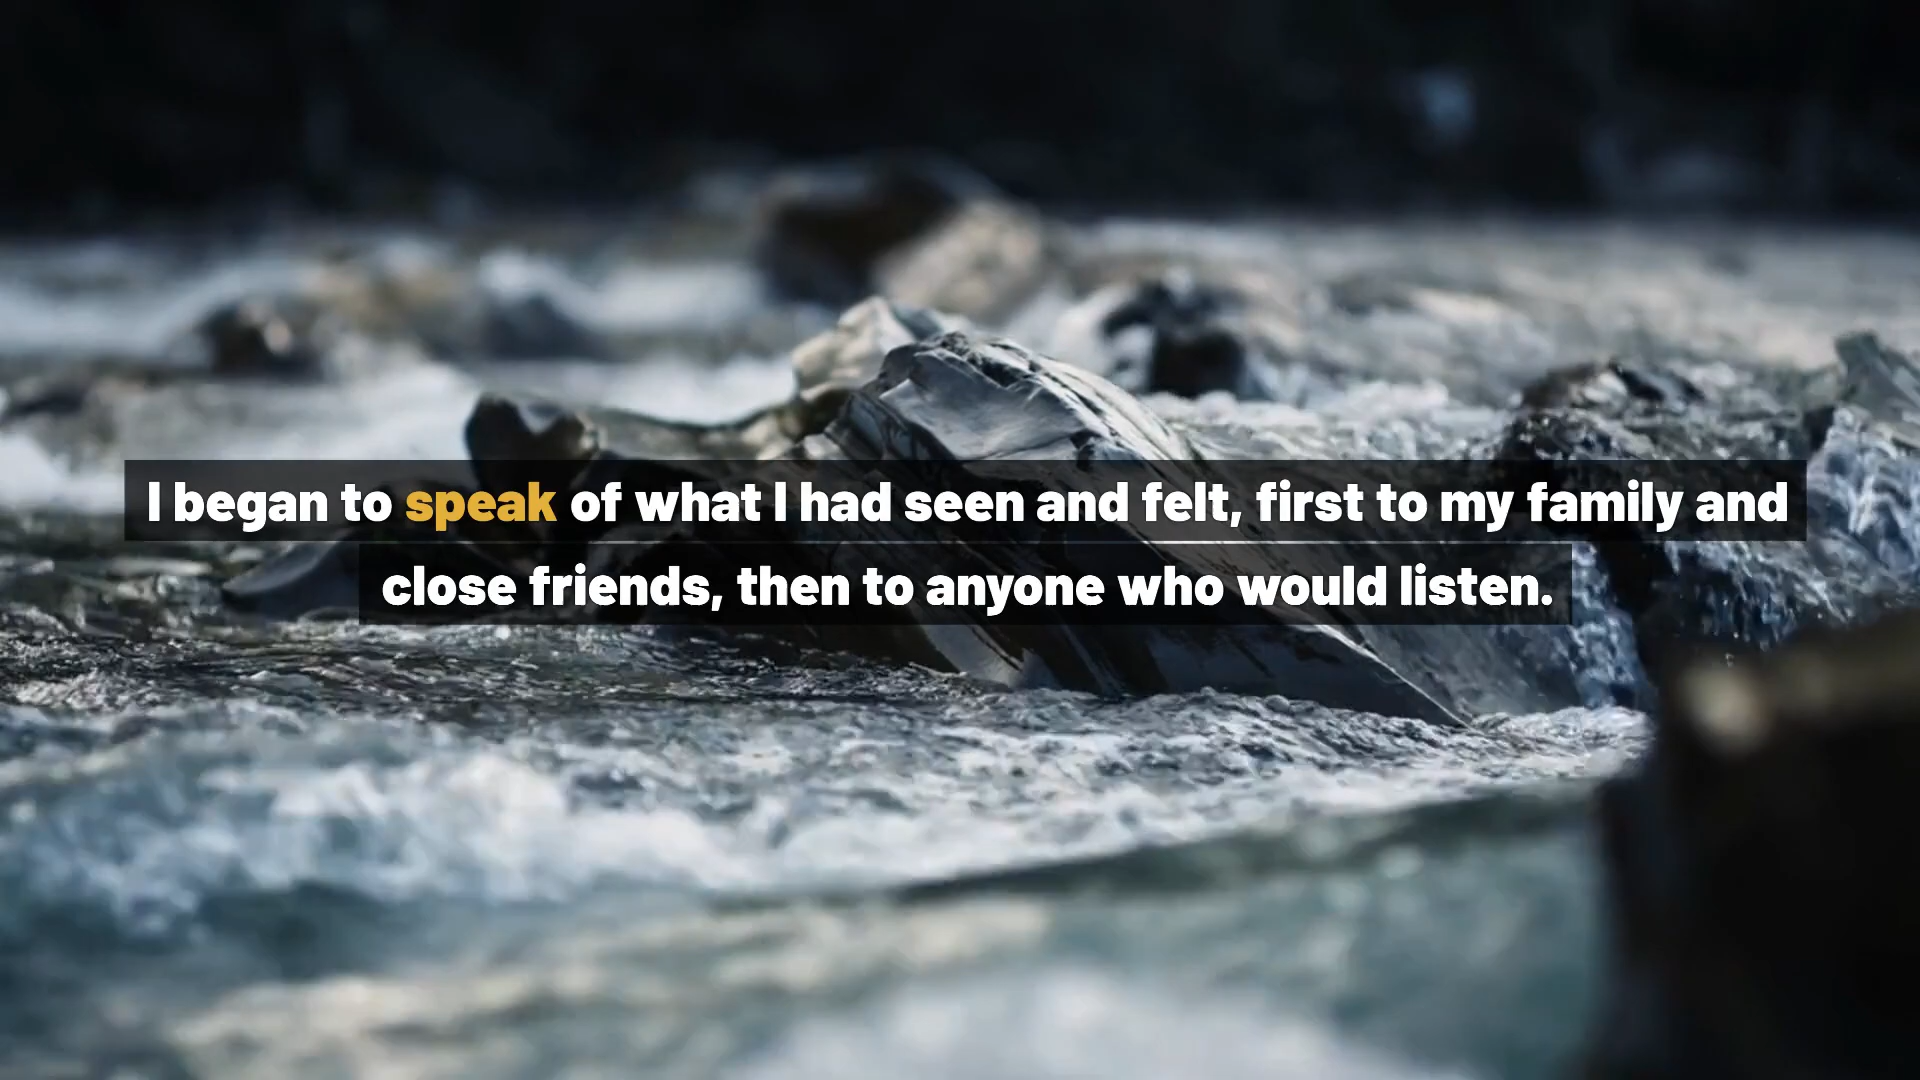 I began to speak of what I had seen and felt, first to my family and
close friends, then to anyone who would listen.